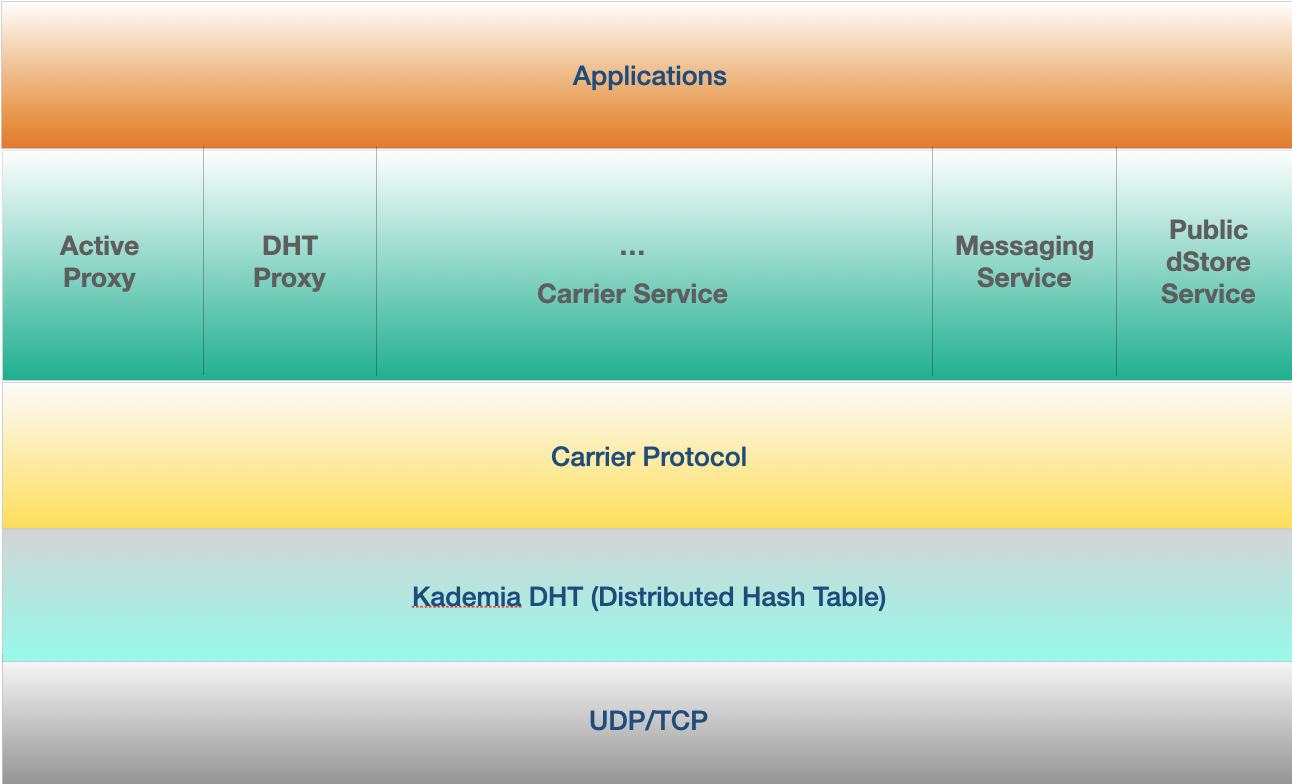 Applications
Active
Proxy
DHT
Proxy
...
Carrier Service
Messaging
Service
Public
dStore
Service
Carrier Protocol
Kademia DHT (Distributed Hash Table)
UDP/TCP